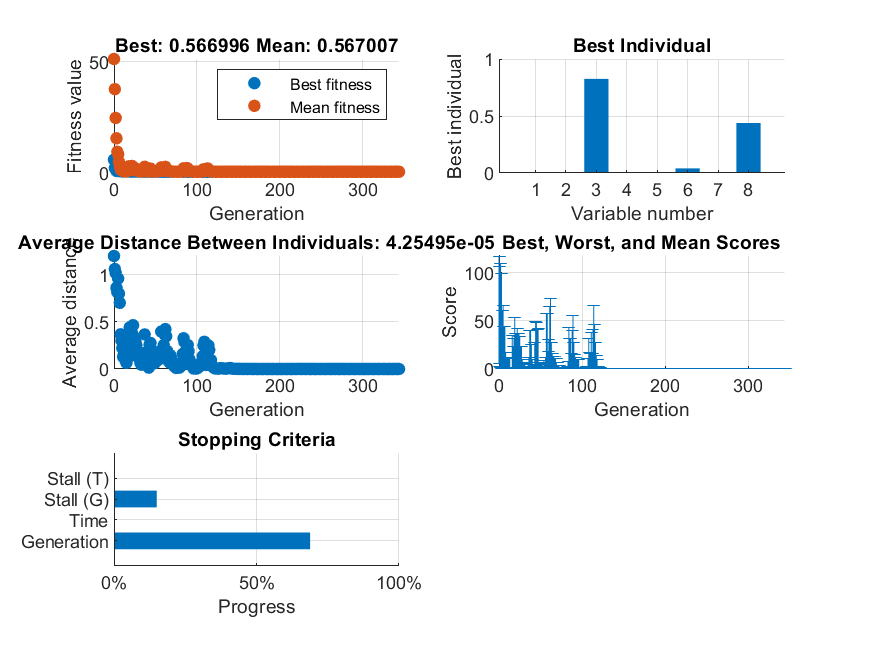 Best: 0.566996 Mean: 0.567007
Fitness value
50
0
Best fitness
Mean fitness
0 100 200 300
Generation
Best Individual
Best individual
1
0.5
0
1 2 3 4 5 6 7 8
Variable number
Average Distance Between Individuals: 4.25495e-05
Average distance
1
0.5
0
0 100 200 300
Generation
Best, Worst, and Mean Scores
Score
100
50
0
0 100 200 300
Generation
Stopping Criteria
Stall (T)
Stall (G)
Time
Generation
0% 50% 100%
Progress